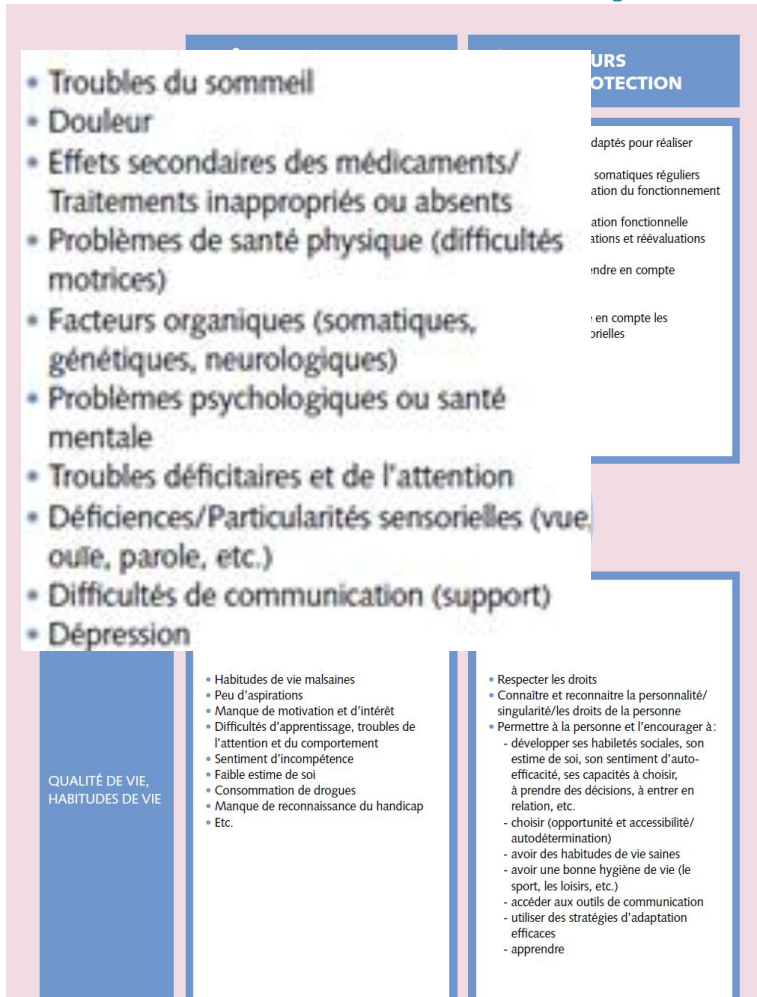 URS
OTECTION
• Troubles du sommeil
• Douleur
• Effets secondaires des médicaments/
Traitements inappropriés ou absents
• Problèmes de santé physique (difficultés
motrices)
• Facteurs organiques (somatiques,
génétiques, neurologiques)
• Problèmes psychologiques ou santé
mentale
• Troubles déficitaires et de l'attention
• Déficiences/Particularités sensorielles (vue,
ouïe, parole, etc.)
• Difficultés de communication (support)
• Dépression
daptés pour réaliser
somatiques réguliers
ation du fonctionnement
ation fonctionnelle
ations et réévaluations
endre en compte
en compte les
orielles
QUALITÉ DE VIE,
HABITUDES DE VIE
• Habitudes de vie malsaines
• Peu d'aspirations
• Manque de motivation et d'intérêt
• Difficultés d'apprentissage, troubles de
l'attention et du comportement
• Sentiment d'incompétence
• Faible estime de soi
• Consommation de drogues
• Manque de reconnaissance du handicap
• Etc.
• Respecter les droits
• Connaître et reconnaitre la personnalité/
singularité/les droits de la personne
• Permettre à la personne et l'encourager à :
- développer ses habiletés sociales, son
estime de soi, son sentiment d'auto-
efficacité, ses capacités à choisir,
à prendre des décisions, à entrer en
relation, etc.
- choisir (opportunité et accessibilité/
autodétermination)
- avoir des habitudes de vie saines
- avoir une bonne hygiène de vie (le
sport, les loisirs, etc.)
- accéder aux outils de communication
- utiliser des stratégies d'adaptation
efficaces
- apprendre